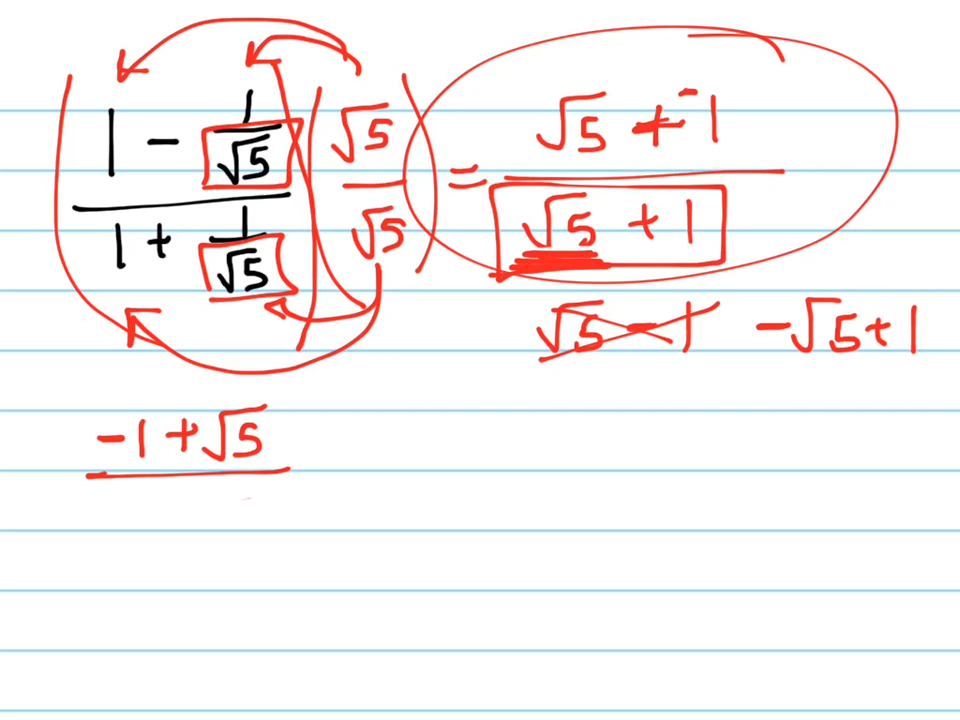 (1 - 1/√5)/(1 + 1/√5) (√5/√5) = (√5 + -1)/(√5 + 1)
√5 - 1 -√5 + 1
-1 + √5